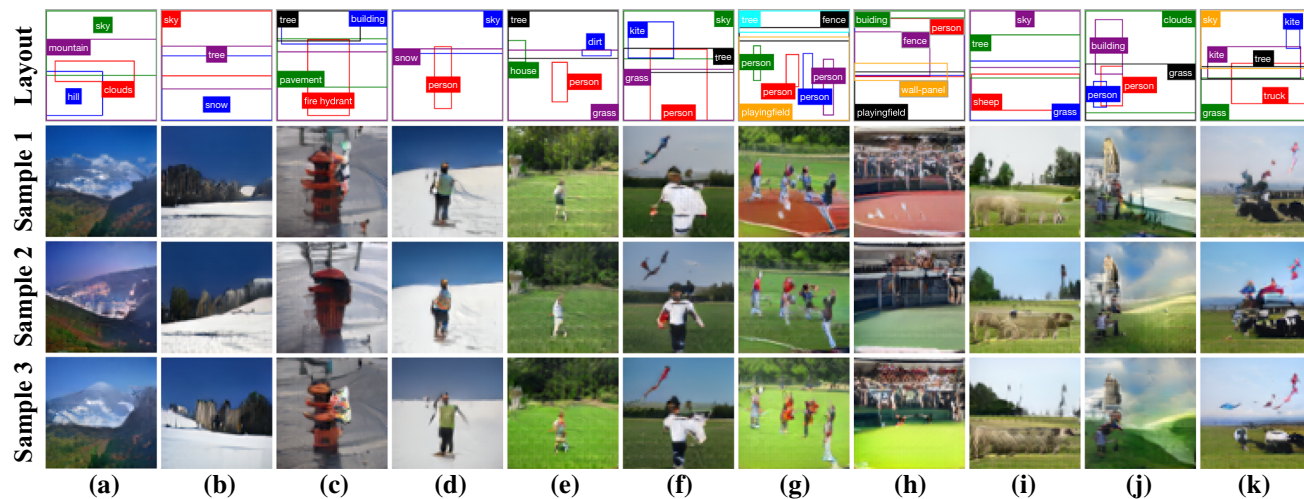 Layout
sky
mountain
clouds
hill
sky
tree
snow
tree
building
pavement
fire hydrant
sky
snow
person
tree
dirt
house
person
grass
sky
kite
tree
grass
person
tree
fence
person
person
person
person
playingfield
buiding
person
fence
wall-panel
playingfield
sky
tree
sheep
grass
clouds
building
grass
person
person
sky
kite
kite
tree
truck
grass
Sample 1
Sample 2
Sample 3
(a) (b) (c) (d) (e) (f) (g) (h) (i) (j) (k)